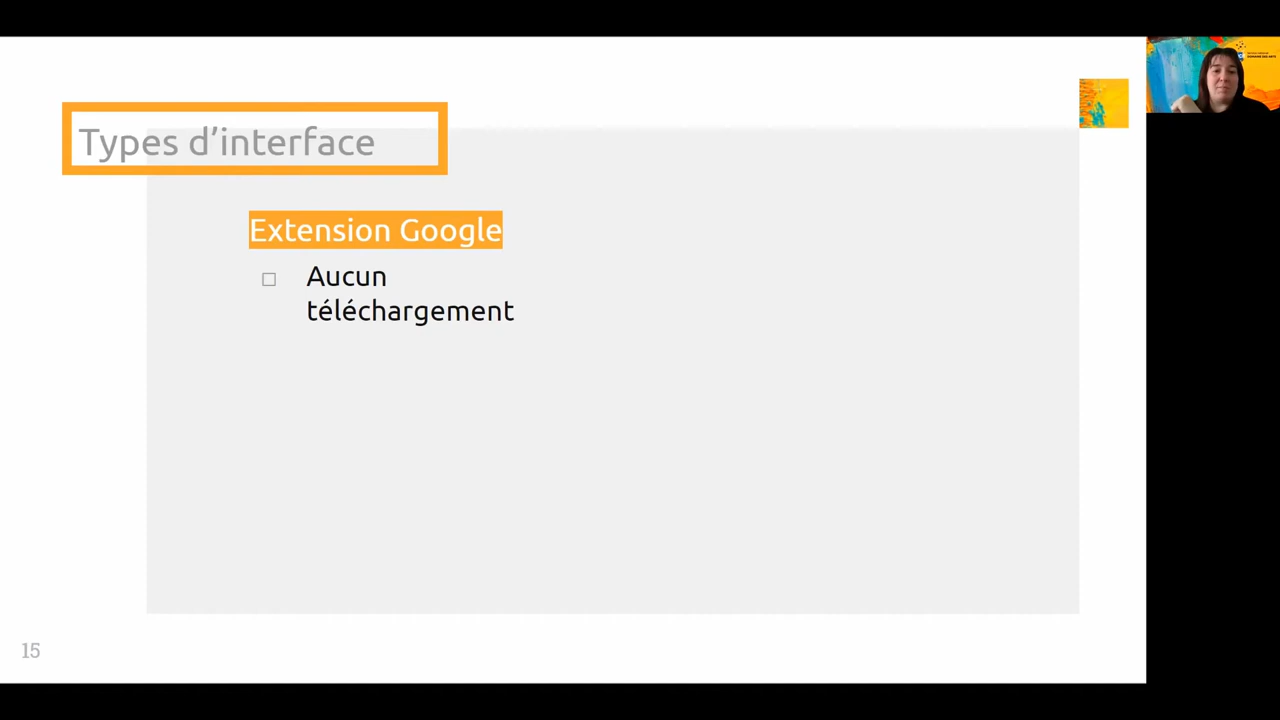 Types d’interface
Extension Google
Aucun
téléchargement
15